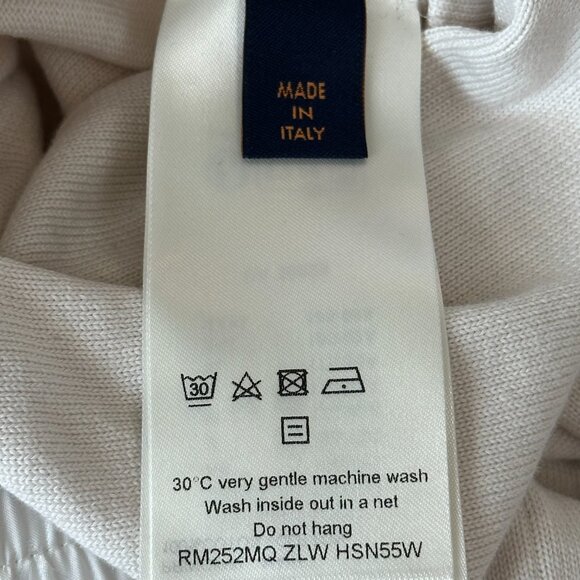 MADE
IN
ITALY
30
30°C very gentle machine wash
Wash inside out in a net
Do not hang
RM252MQ ZLW HSN55W